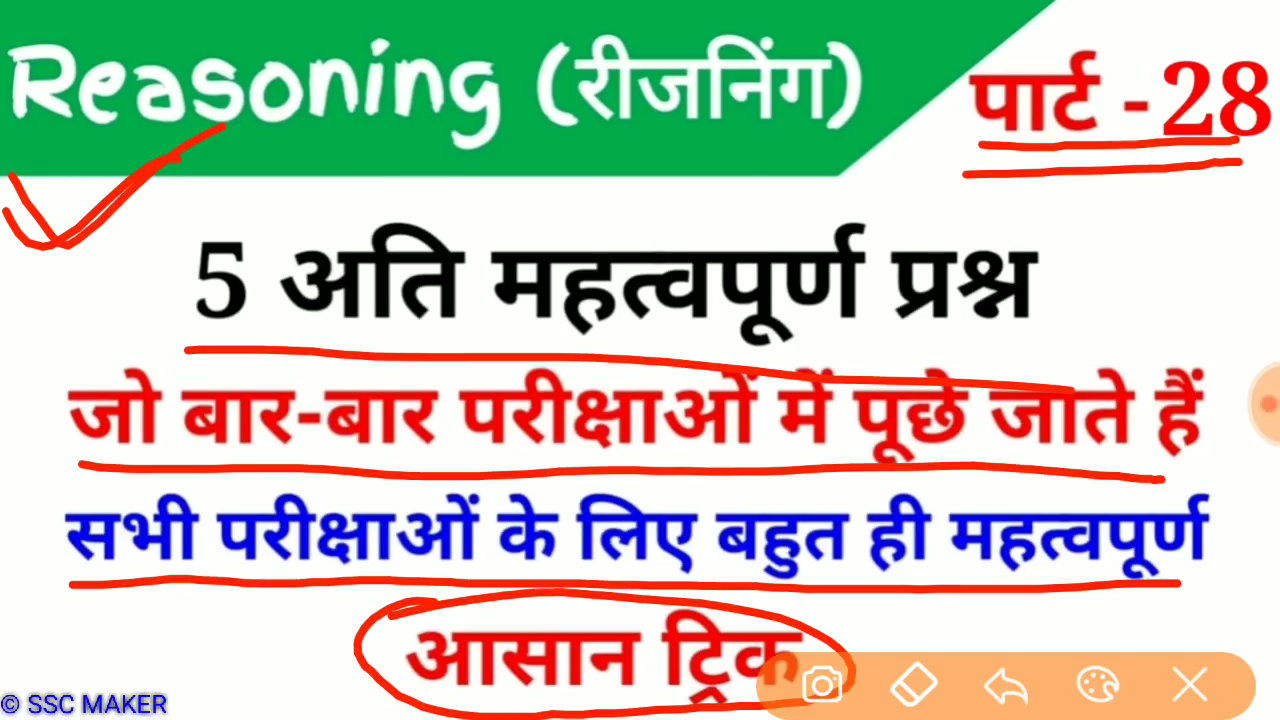 Reasoning (रीजनिंग)
पार्ट -28
5 अति महत्वपूर्ण प्रश्न
जो बार-बार परीक्षाओं में पूछे जाते हैं
सभी परीक्षाओं के लिए बहुत ही महत्वपूर्ण
आसान ट्रिक
© SSC MAKER